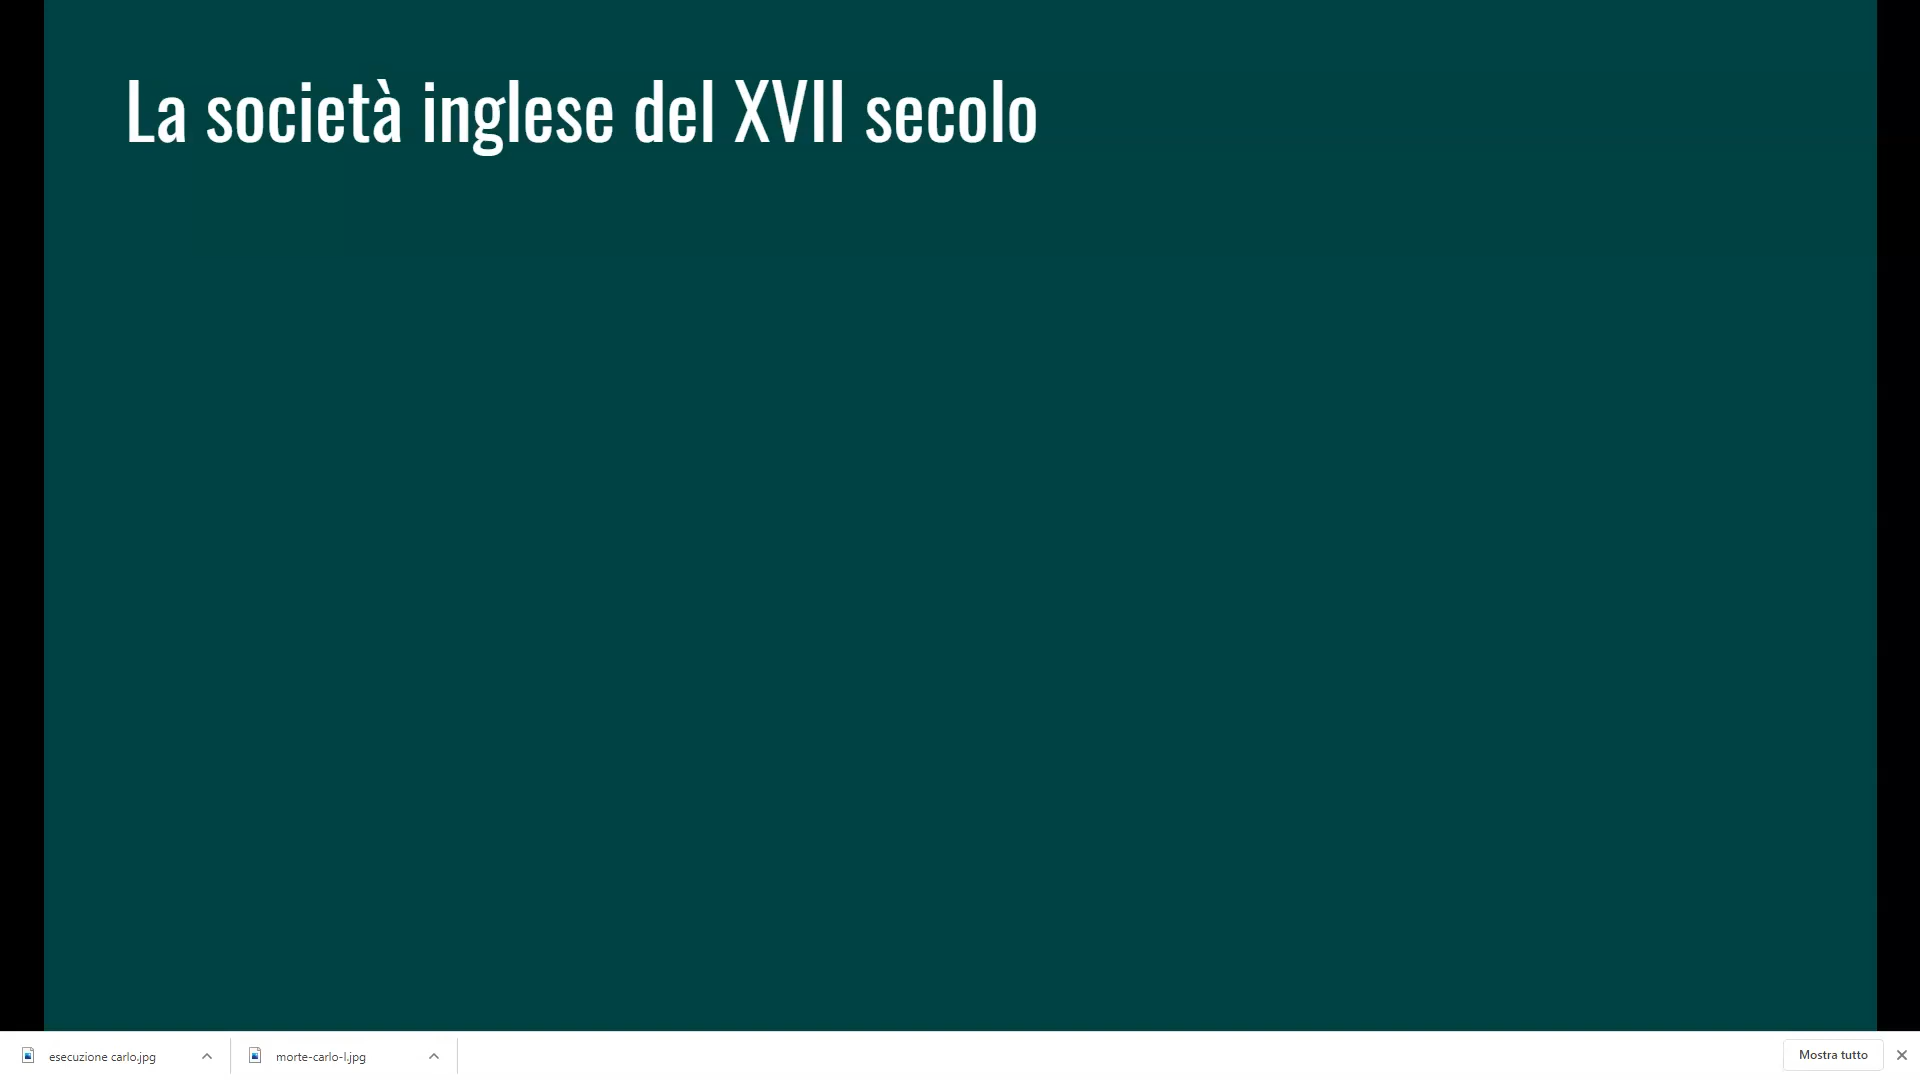 La società inglese del XVII secolo
esecuzione carlo.jpg
morte-carlo-I.jpg
Mostra tutto